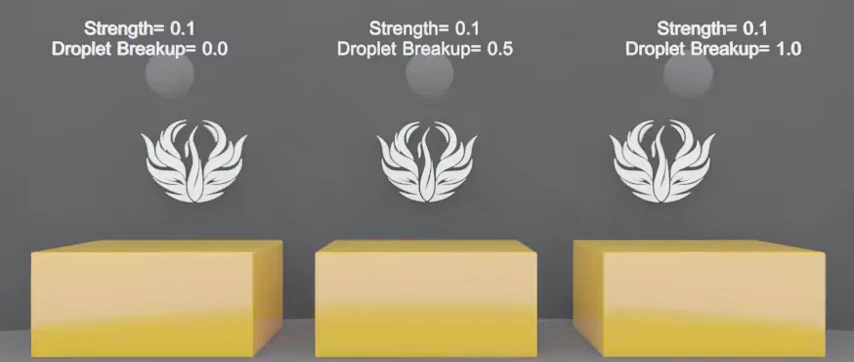 Strength= 0.1
Droplet Breakup= 0.0
Strength= 0.1
Droplet Breakup= 0.5
Strength= 0.1
Droplet Breakup= 1.0